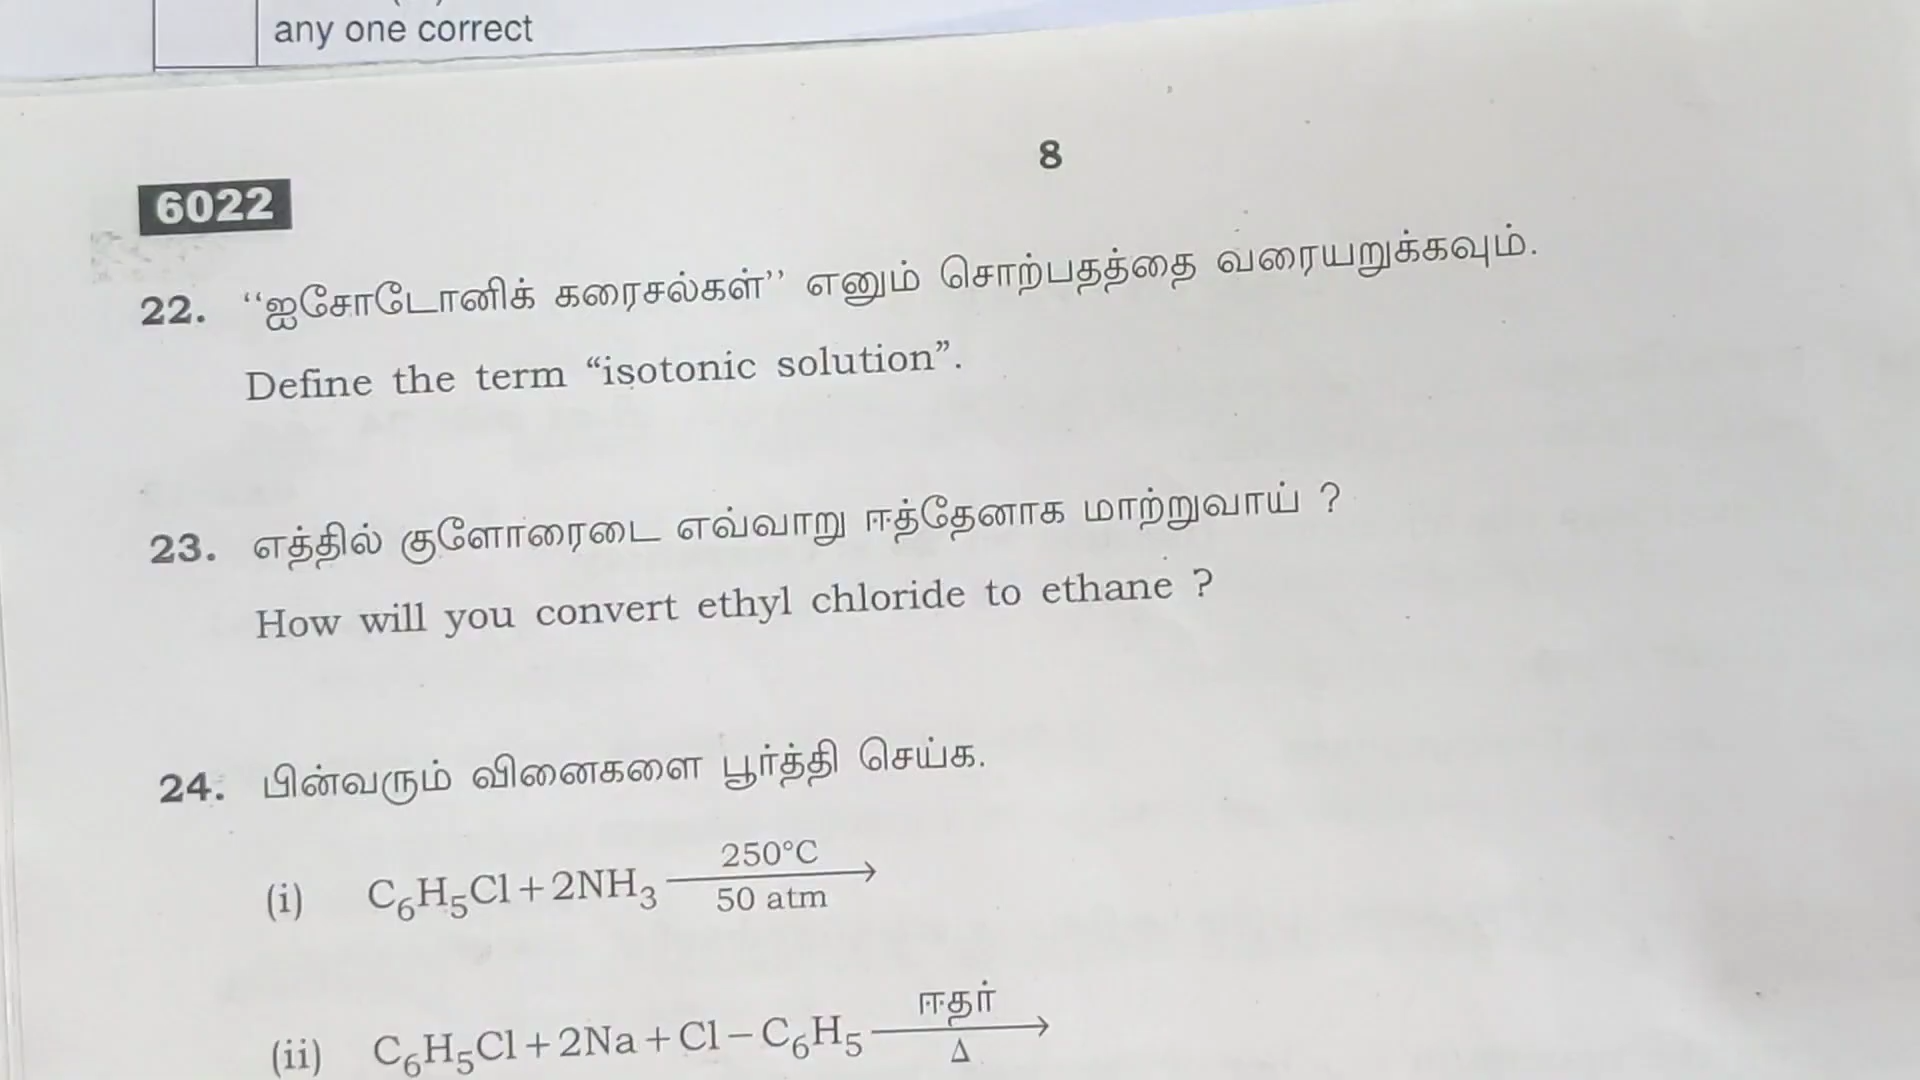 any one correct
8
6022
22. “ஐசோடோனிக் கரைசல்கள்” எனும் சொற்பதத்தை வரையறுக்கவும்.
Define the term “isotonic solution”.
23. எத்தில் குளோரைடை எவ்வாறு ஈத்தேனாக மாற்றுவாய் ?
How will you convert ethyl chloride to ethane ?
24. பின்வரும் வினைகளை பூர்த்தி செய்க.
250°C
(i) C₆H₅Cl + 2NH₃ ⟶
50 atm
ஈதர்
(ii) C₆H₅Cl + 2Na + Cl – C₆H₅ ⟶
Δ